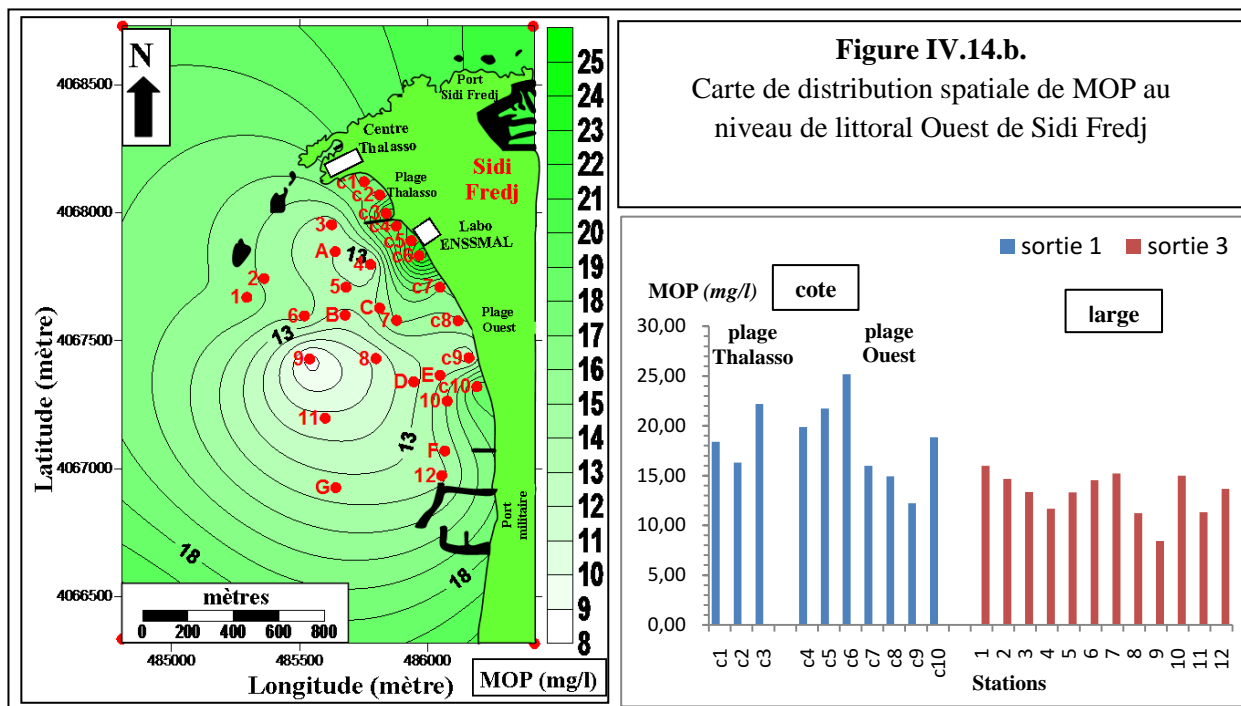 N
4068500
4068000
4067500
4067000
4066500
Latitude (mètre)
485000
485500
486000
Longitude (mètre)
Port
Sidi Fredj
Centre
Thalasso
Sidi
Fredj
Plage
Thalasso
Labo
ENSSMAL
Plage
Ouest
Port
militaire
c1
c2
c3
c4
c5
c6
c7
c8
c9
c10
3
A
4
2
1
5
6
B
C
7
9
8
D
E
10
11
F
12
G
13
13
13
18
18
mètres
0 200 400 600 800
25
24
23
22
21
20
19
18
17
16
15
14
13
12
11
10
9
8
MOP (mg/l)
Figure IV.14.b.
Carte de distribution spatiale de MOP au
niveau de littoral Ouest de Sidi Fredj
sortie 1 sortie 3
MOP (mg/l)
cote
large
plage
Thalasso
plage
Ouest
30,00
25,00
20,00
15,00
10,00
5,00
0,00
c1 c2 c3 c4 c5 c6 c7 c8 c9 c10 1 2 3 4 5 6 7 8 9 10 11 12
Stations